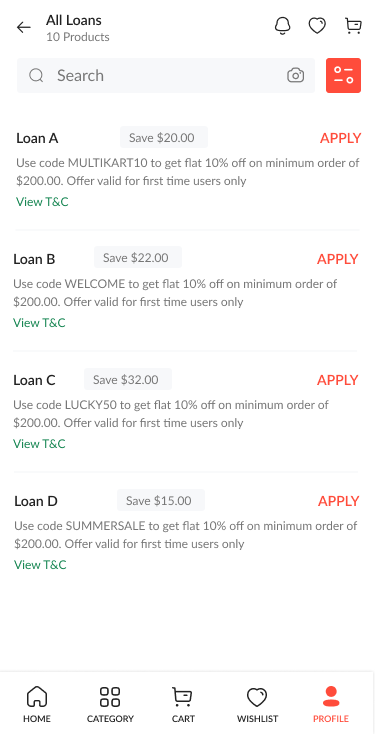 All Loans
10 Products
Search
Loan A Save $20.00 APPLY
Use code MULTIKART10 to get flat 10% off on minimum order of
$200.00. Offer valid for first time users only
View T&C
Loan B Save $22.00 APPLY
Use code WELCOME to get flat 10% off on minimum order of
$200.00. Offer valid for first time users only
View T&C
Loan C Save $32.00 APPLY
Use code LUCKY50 to get flat 10% off on minimum order of
$200.00. Offer valid for first time users only
View T&C
Loan D Save $15.00 APPLY
Use code SUMMERSALE to get flat 10% off on minimum order of
$200.00. Offer valid for first time users only
View T&C
HOME CATEGORY CART WISHLIST PROFILE